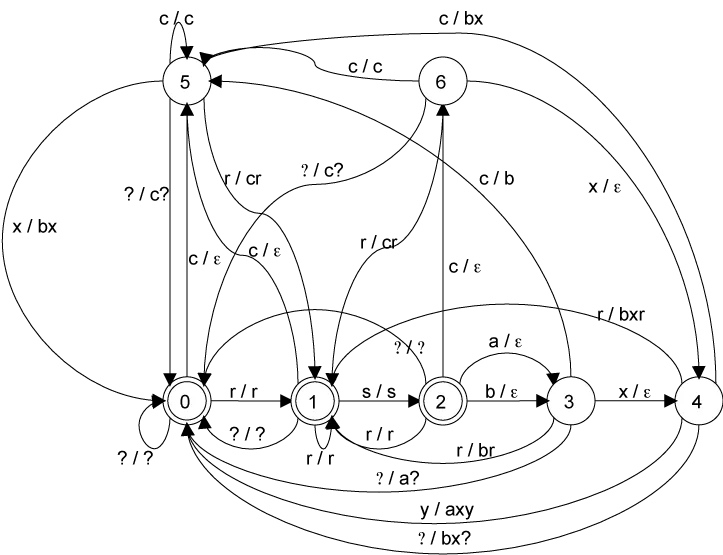 c / c
c / bx
5
c / c
6
? / c?
r / cr
? / c?
c / b
x / ε
x / bx
r / cr
c / ε
c / ε
c / ε
r / bxr
? / ?
a / ε
0
r / r
1
s / s
2
b / ε
3
x / ε
4
? / ?
r / r
? / ?
r / r
r / br
? / a?
y / axy
? / bx?